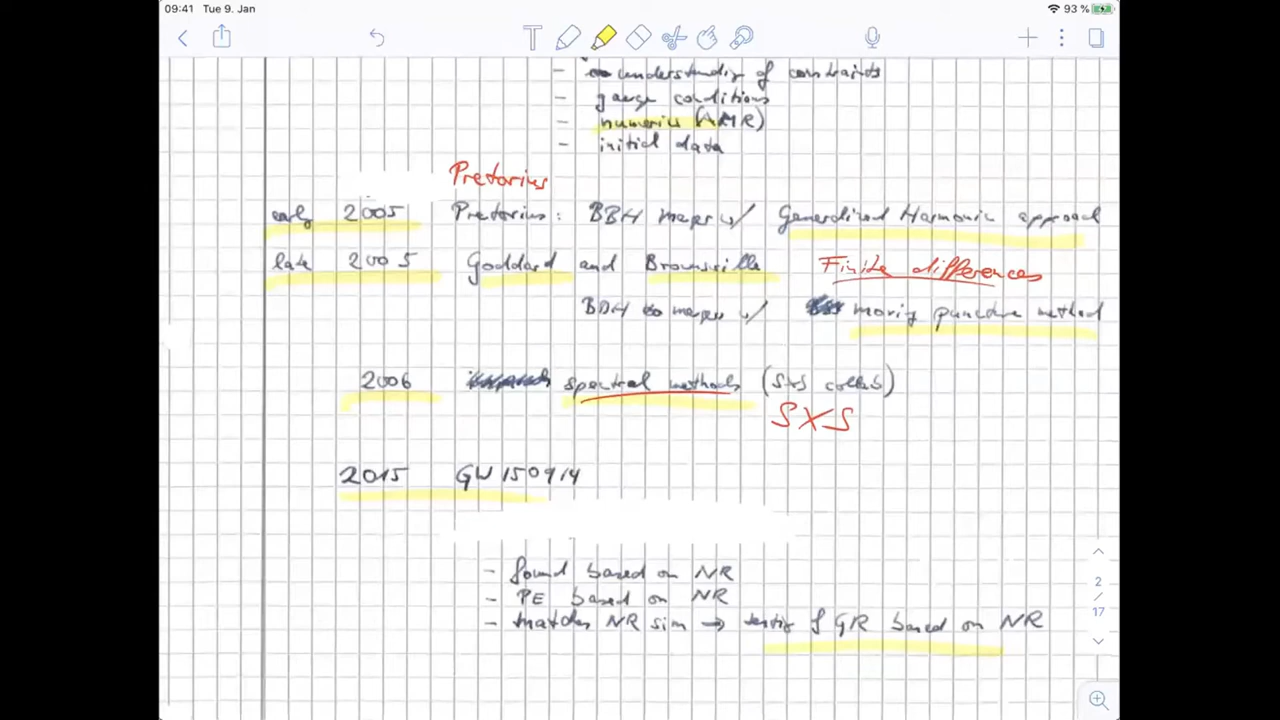 09:41 Tue 9. Jan 93 %
- understanding of constraints
- gauge conditions
- numerics (AMR)
- initial data
Pretorius
early 2005 Pretorius: BBH merger w/ Generalized Harmonic approach
late 2005 Goddard and Brownsville Finite differences
BBH merger w/ moving puncture method
2006 spectral methods (SXS collab)
SXS
2015 GW150914
- found based on NR
- PE based on NR
- matches NR sim → testing of GR based on NR
2
/
17